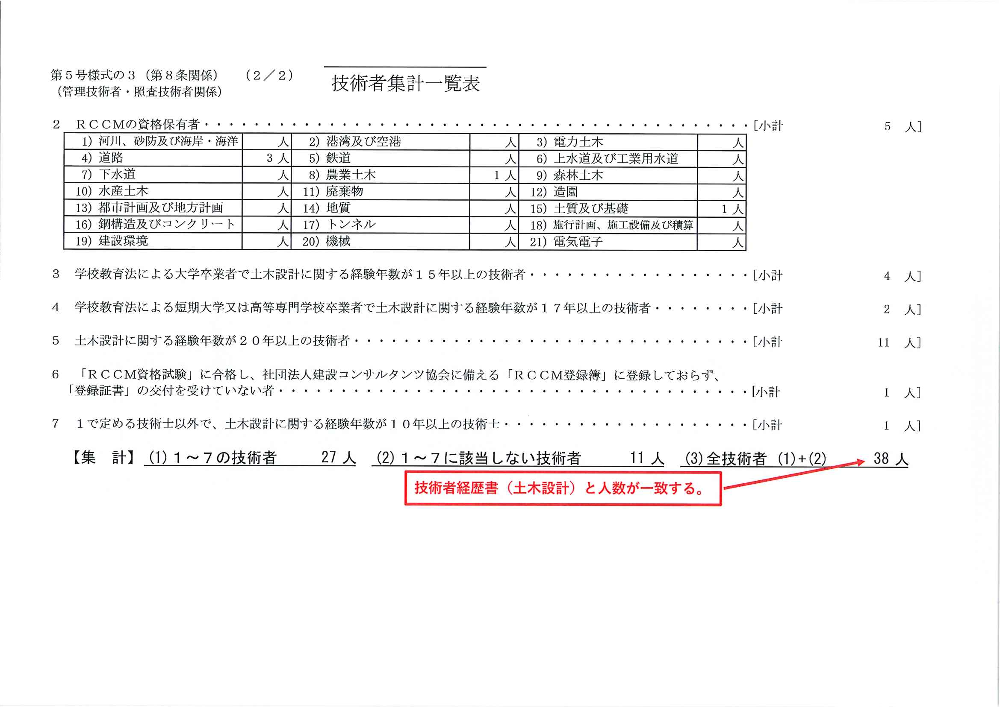 第５号様式の３（第８条関係）　（２／２）　技術者集計一覧表
（管理技術者・照査技術者関係）
２　ＲＣＣＭの資格保有者・・・・・・・・・・・・・・・・・・・・・・・・・・・・・・・・・・・・・・・・・・・・[小計　5　人]
1) 河川、砂防及び海岸・海洋　人　2) 港湾及び空港　人　3) 電力土木　人
4) 道路　3 人　5) 鉄道　人　6) 上水道及び工業用水道　人
7) 下水道　人　8) 農業土木　1 人　9) 森林土木　人
10) 水産土木　人　11) 廃棄物　人　12) 造園　人
13) 都市計画及び地方計画　人　14) 地質　人　15) 土質及び基礎　1 人
16) 鋼構造及びコンクリート　人　17) トンネル　人　18) 施行計画、施工設備及び積算　人
19) 建設環境　人　20) 機械　人　21) 電気電子　人
３　学校教育法による大学卒業者で土木設計に関する経験年数が１５年以上の技術者・・・・・・・・・・・・・・・・・・[小計　4　人]
４　学校教育法による短期大学又は高等専門学校卒業者で土木設計に関する経験年数が１７年以上の技術者・・・・・・・・[小計　2　人]
５　土木設計に関する経験年数が２０年以上の技術者・・・・・・・・・・・・・・・・・・・・・・・・・・・・・・・・[小計　11　人]
６　「ＲＣＣＭ資格試験」に合格し、社団法人建設コンサルタンツ協会に備える「ＲＣＣＭ登録簿」に登録しておらず、
「登録証書」の交付を受けていない者・・・・・・・・・・・・・・・・・・・・・・・・・・・・・・・・・・・・・・[小計　1　人]
７　１で定める技術士以外で、土木設計に関する経験年数が１０年以上の技術士・・・・・・・・・・・・・・・・・・・・[小計　1　人]
【集　計】 (1) １～７の技術者　27 人　(2) １～７に該当しない技術者　11 人　(3) 全技術者 (1)+(2)　38 人
技術者経歴書（土木設計）と人数が一致する。